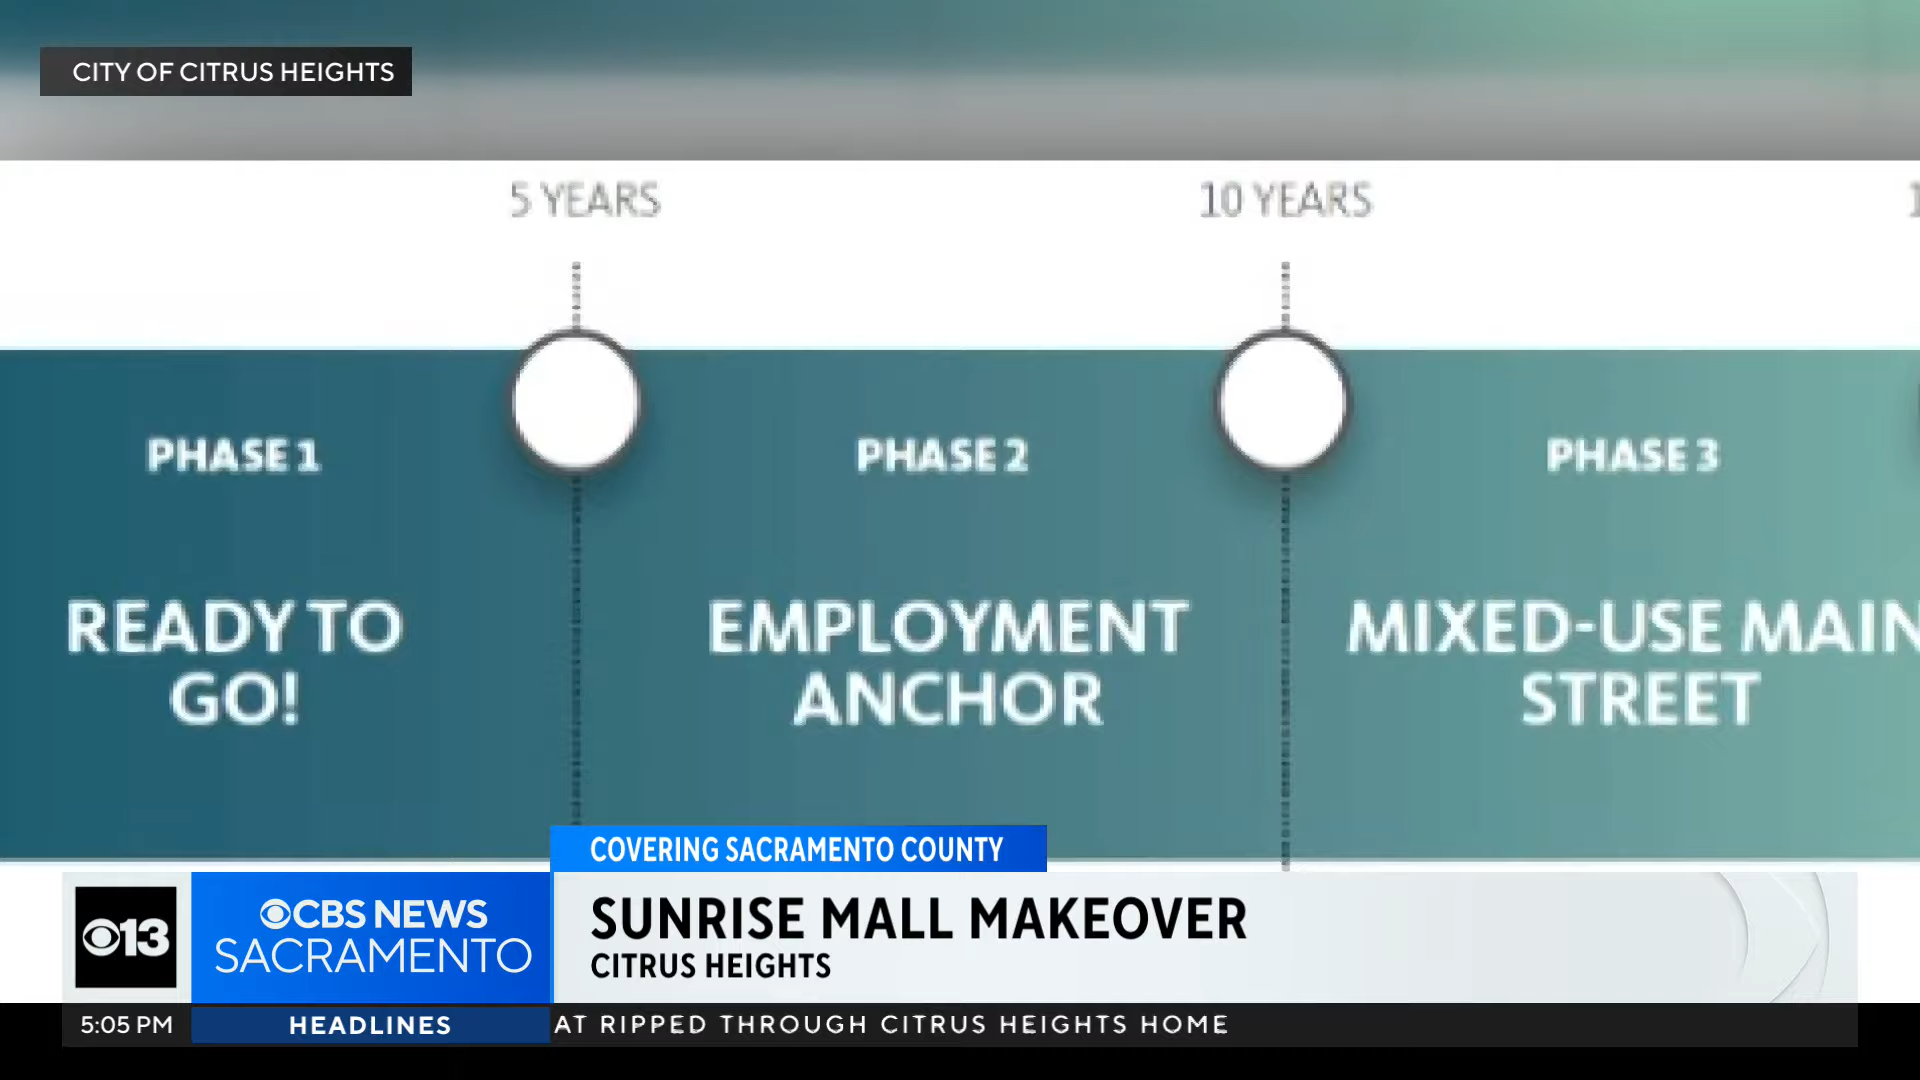 CITY OF CITRUS HEIGHTS
5 YEARS
10 YEARS
PHASE 1
PHASE 2
PHASE 3
READY TO
GO!
EMPLOYMENT
ANCHOR
MIXED-USE MAIN
STREET
COVERING SACRAMENTO COUNTY
13
CBS NEWS
SACRAMENTO
SUNRISE MALL MAKEOVER
CITRUS HEIGHTS
5:05 PM
HEADLINES
AT RIPPED THROUGH CITRUS HEIGHTS HOME